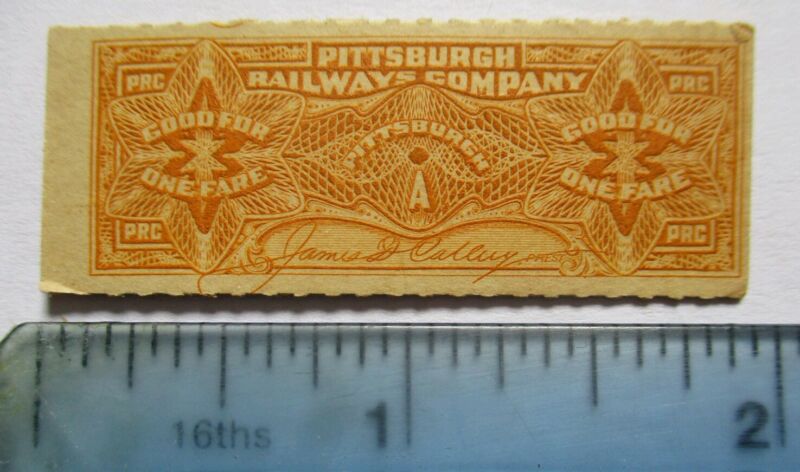 PITTSBURGH
RAILWAYS COMPANY
PRC
PRC
GOOD FOR
ONE FARE
PITTSBURGH
A
GOOD FOR
ONE FARE
PRC
PRC
James D Callery PRES'T
16ths
1
2